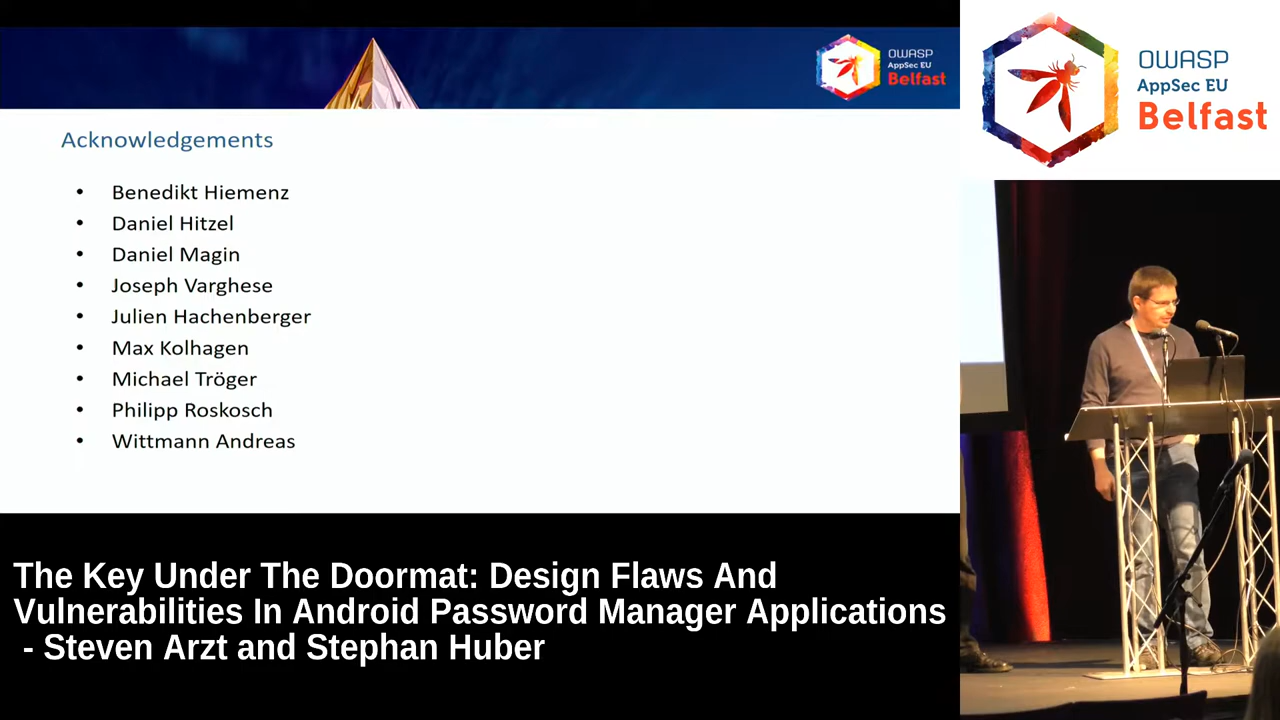 OWASP
AppSec EU
Belfast
OWASP
AppSec EU
Belfast
Acknowledgements
• Benedikt Hiemenz
• Daniel Hitzel
• Daniel Magin
• Joseph Varghese
• Julien Hachenberger
• Max Kolhagen
• Michael Tröger
• Philipp Roskosch
• Wittmann Andreas
The Key Under The Doormat: Design Flaws And
Vulnerabilities In Android Password Manager Applications
- Steven Arzt and Stephan Huber